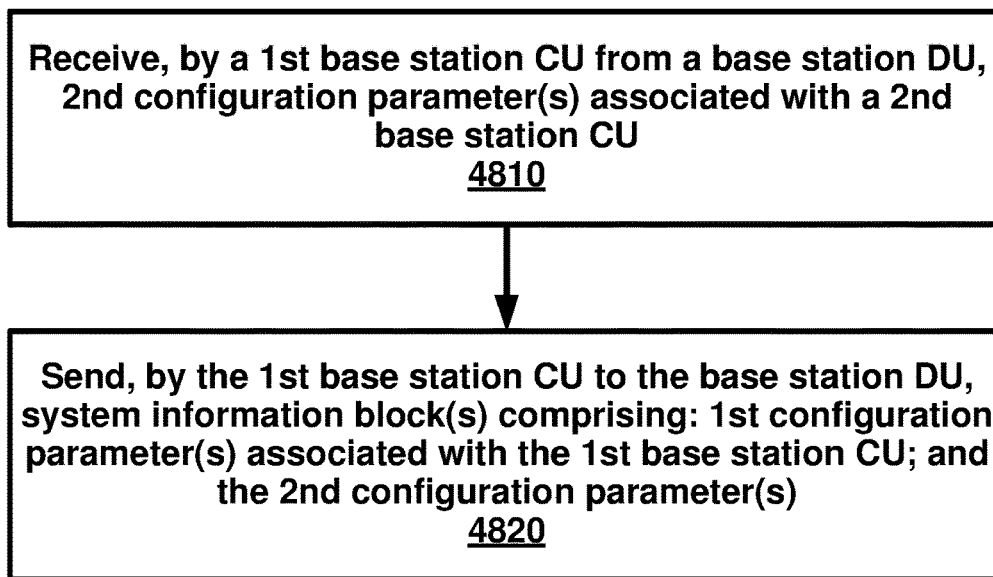 Receive, by a 1st base station CU from a base station DU,
2nd configuration parameter(s) associated with a 2nd
base station CU
4810
Send, by the 1st base station CU to the base station DU,
system information block(s) comprising: 1st configuration
parameter(s) associated with the 1st base station CU; and
the 2nd configuration parameter(s)
4820